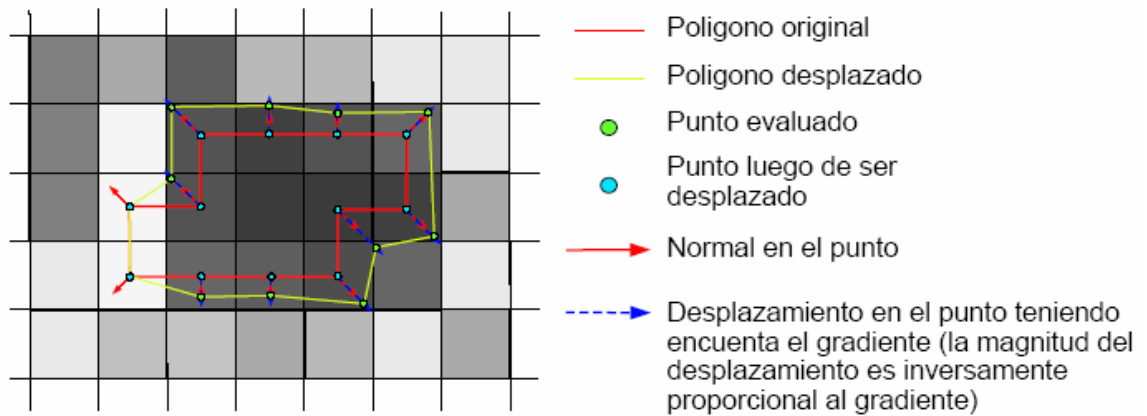 Poligono original
Poligono desplazado
Punto evaluado
Punto luego de ser
desplazado
Normal en el punto
Desplazamiento en el punto teniendo
encuenta el gradiente (la magnitud del
desplazamiento es inversamente
proporcional al gradiente)